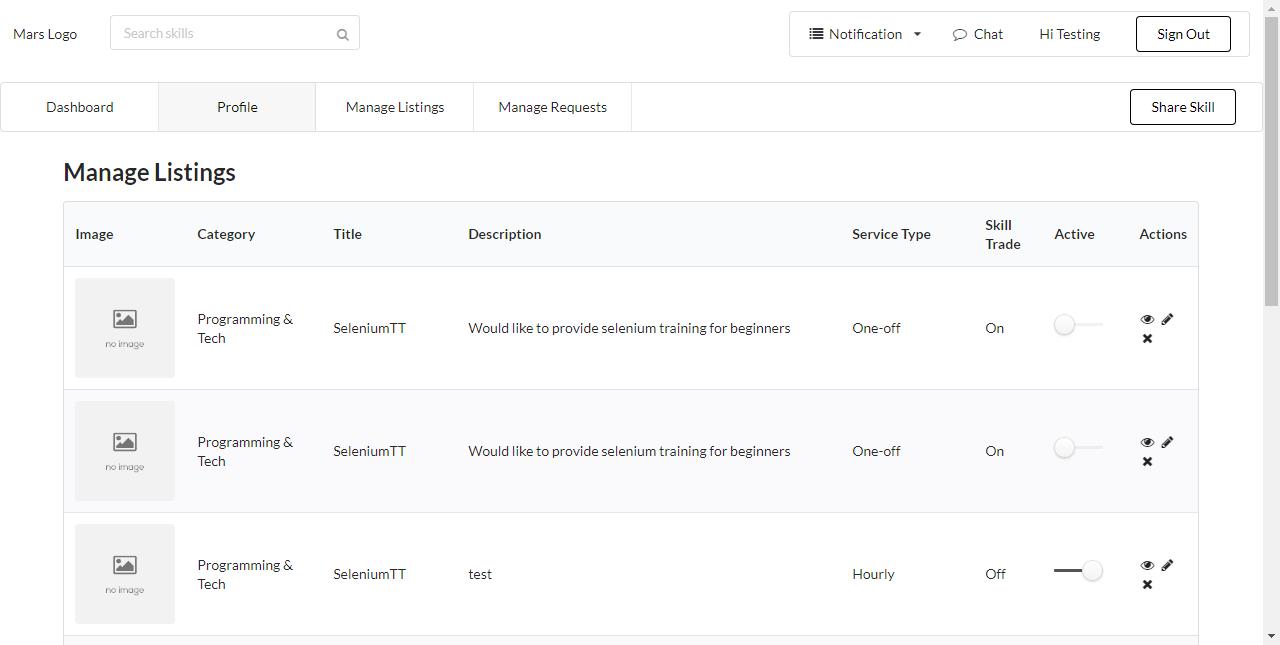 Mars Logo
Search skills
Notification
Chat
Hi Testing
Sign Out
Dashboard
Profile
Manage Listings
Manage Requests
Share Skill
Manage Listings
Image
Category
Title
Description
Service Type
Skill
Trade
Active
Actions
no image
Programming &
Tech
SeleniumTT
Would like to provide selenium training for beginners
One-off
On
no image
Programming &
Tech
SeleniumTT
Would like to provide selenium training for beginners
One-off
On
no image
Programming &
Tech
SeleniumTT
test
Hourly
Off